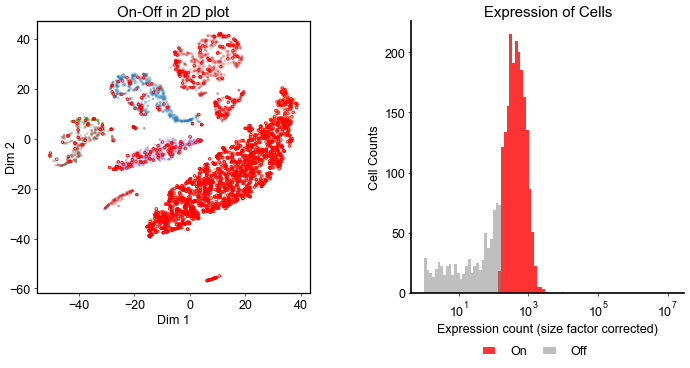 On-Off in 2D plot
40
20
0
−20
−40
−60
Dim 2
−40 −20 0 20 40
Dim 1
Expression of Cells
200
150
100
50
0
Cell Counts
10^1 10^3 10^5 10^7
Expression count (size factor corrected)
On Off